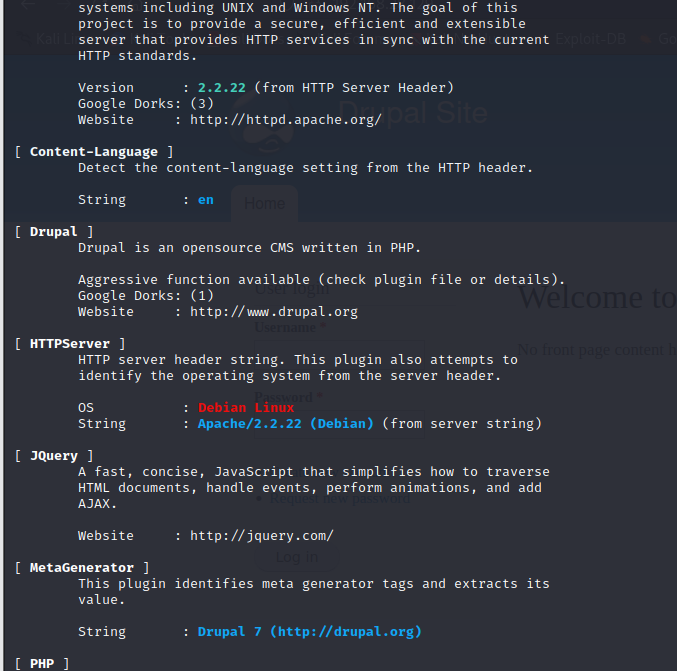 systems including UNIX and Windows NT. The goal of this
project is to provide a secure, efficient and extensible
server that provides HTTP services in sync with the current
HTTP standards.
Version : 2.2.22 (from HTTP Server Header)
Google Dorks: (3)
Website : http://httpd.apache.org/
Drupal Site
[ Content-Language ]
Detect the content-language setting from the HTTP header.
String : en
Home
[ Drupal ]
Drupal is an opensource CMS written in PHP.
Aggressive function available (check plugin file or details).
Google Dorks: (1)
Website : http://www.drupal.org
User login
Welcome to
Username *
[ HTTPServer ]
HTTP server header string. This plugin also attempts to
identify the operating system from the server header.
No front page content h
Password *
OS : Debian Linux
String : Apache/2.2.22 (Debian) (from server string)
[ JQuery ]
A fast, concise, JavaScript that simplifies how to traverse
HTML documents, handle events, perform animations, and add
AJAX.
Request new password
Website : http://jquery.com/
Log in
[ MetaGenerator ]
This plugin identifies meta generator tags and extracts its
value.
String : Drupal 7 (http://drupal.org)
[ PHP ]
Exploit-DB